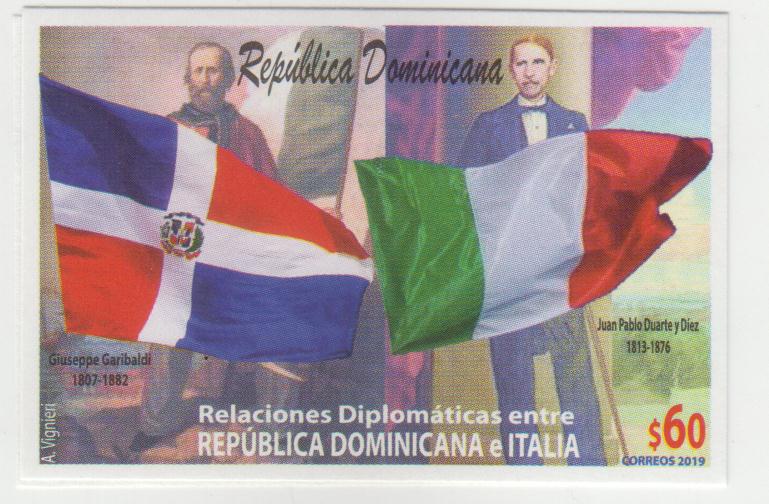 República Dominicana
Giuseppe Garibaldi
1807-1882
Juan Pablo Duarte y Díez
1813-1876
A. Vignieri
Relaciones Diplomáticas entre
REPÚBLICA DOMINICANA e ITALIA
$60
CORREOS 2019